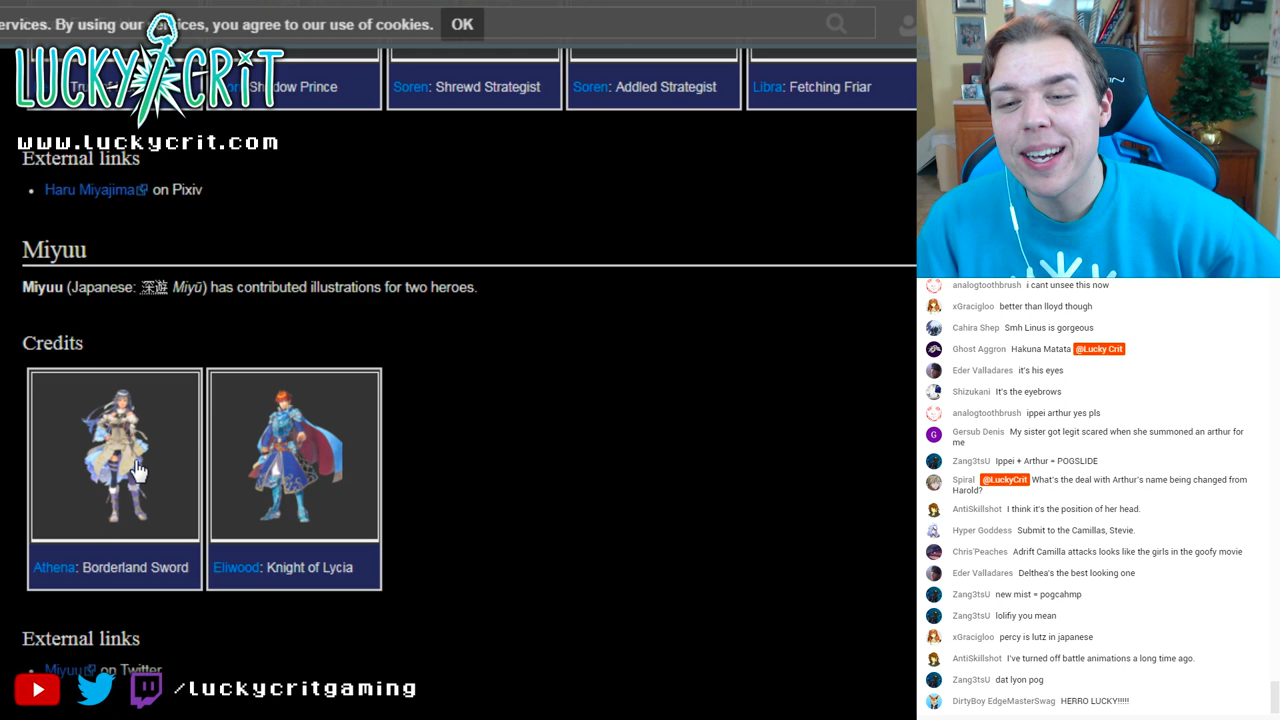 ervices. By using our services, you agree to our use of cookies. OK
LUCKY CRIT
www.luckycrit.com
Shadow Prince
Soren: Shrewd Strategist
Soren: Addled Strategist
Libra: Fetching Friar
External links
Haru Miyajima on Pixiv
Miyuu
Miyuu (Japanese: 深遊 Miyū) has contributed illustrations for two heroes.
Credits
Athena: Borderland Sword
Eliwood: Knight of Lycia
External links
Miyuu on Twitter
/luckycritgaming
analogtoothbrush i cant unsee this now
xGracigloo better than lloyd though
Cahira Shep Smh Linus is gorgeous
Ghost Aggron Hakuna Matata @Lucky Crit
Eder Valladares it's his eyes
Shizukani It's the eyebrows
analogtoothbrush ippei arthur yes pls
G Gersub Denis My sister got legit scared when she summoned an arthur for
me
Zang3tsU Ippei + Arthur = POGSLIDE
Spiral @LuckyCrit What's the deal with Arthur's name being changed from
Harold?
AntiSkillshot I think it's the position of her head.
Hyper Goddess Submit to the Camillas, Stevie.
Chris'Peaches Adrift Camilla attacks looks like the girls in the goofy movie
Eder Valladares Delthea's the best looking one
Zang3tsU new mist = pogcahmp
Zang3tsU lolifiy you mean
xGracigloo percy is lutz in japanese
AntiSkillshot I've turned off battle animations a long time ago.
Zang3tsU dat lyon pog
DirtyBoy EdgeMasterSwag HERRO LUCKY!!!!!